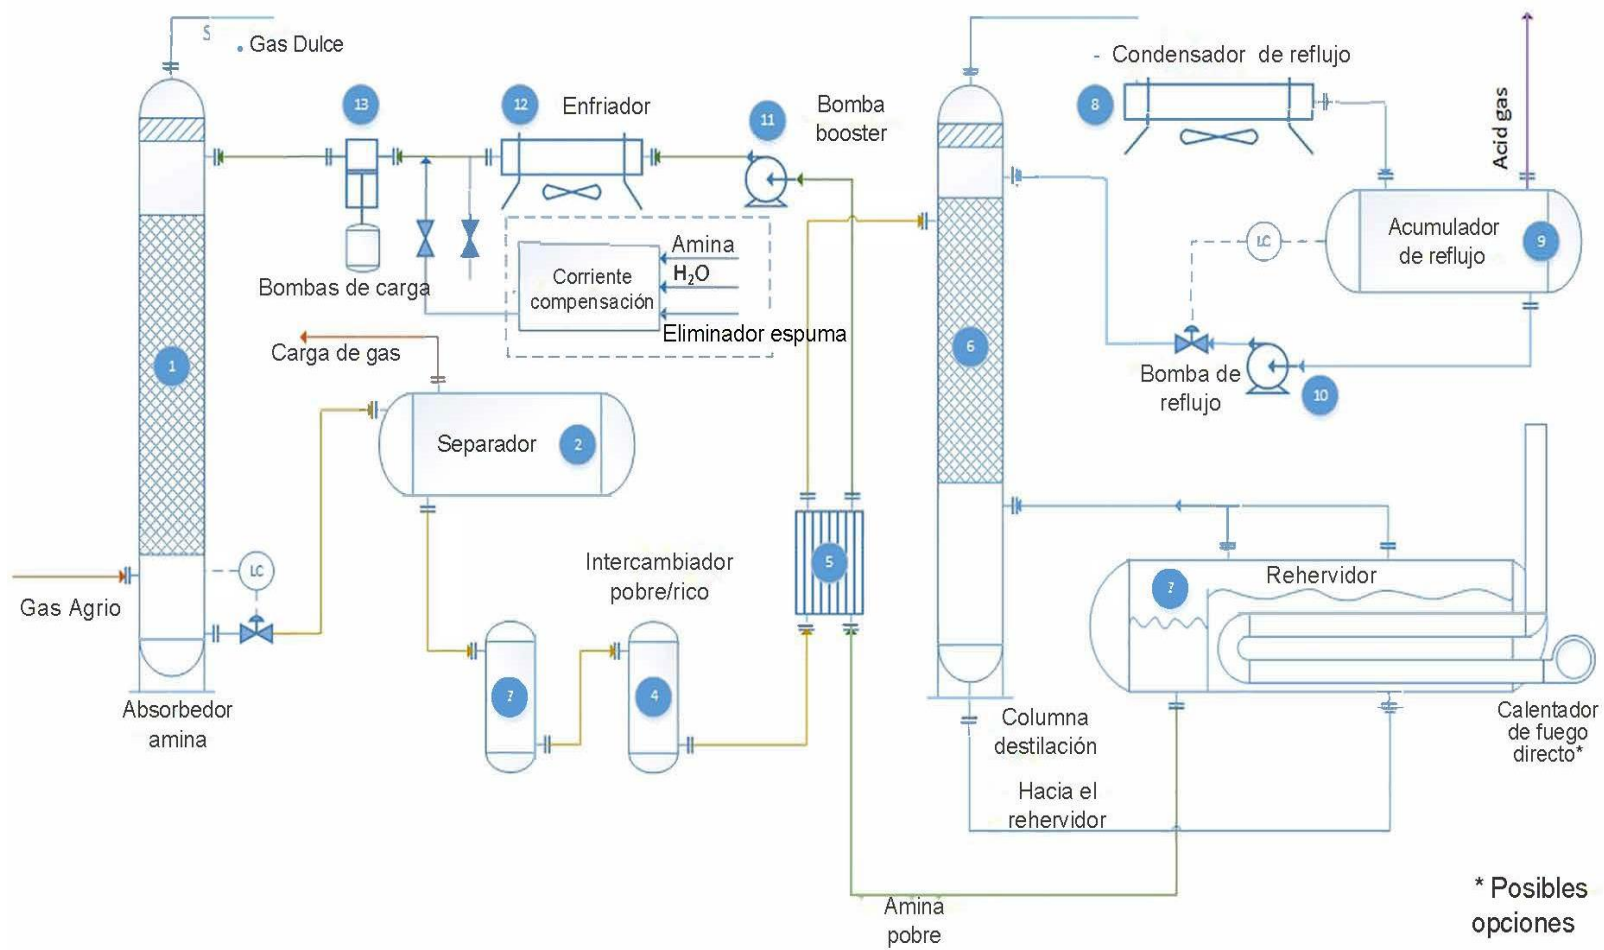 S
Gas Dulce
13
12
Enfriador
11
Bomba
booster
Condensador de reflujo
8
Acid gas
Acumulador
de reflujo
9
LC
Amina
H₂O
Corriente
compensación
Eliminador espuma
Bombas de carga
Carga de gas
1
6
Bomba de
reflujo
10
Separador
2
Intercambiador
pobre/rico
5
LC
Gas Agrio
Rehervidor
?
?
4
Absorbedor
amina
Columna
destilación
Calentador
de fuego
directo*
Hacia el
rehervidor
Amina
pobre
* Posibles
opciones